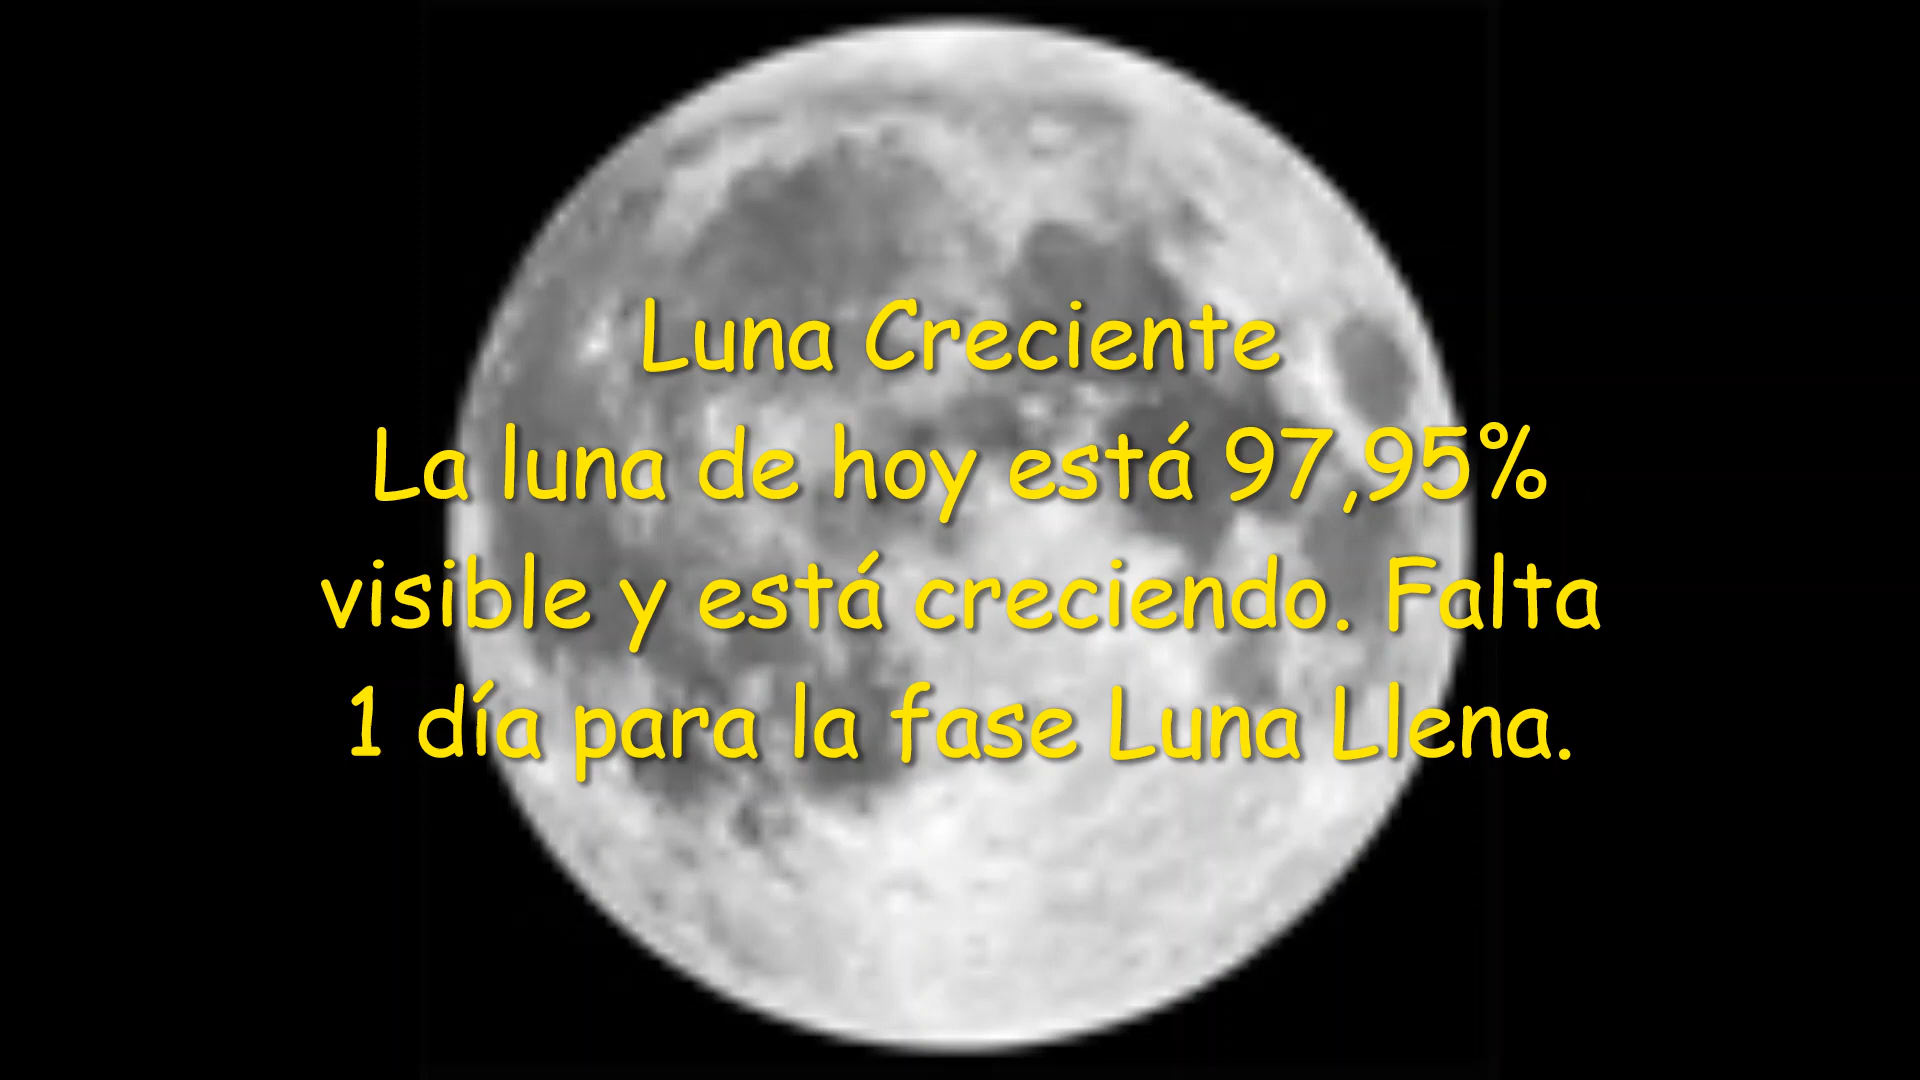 Luna Creciente
La luna de hoy está 97,95%
visible y está creciendo. Falta
1 día para la fase Luna Llena.